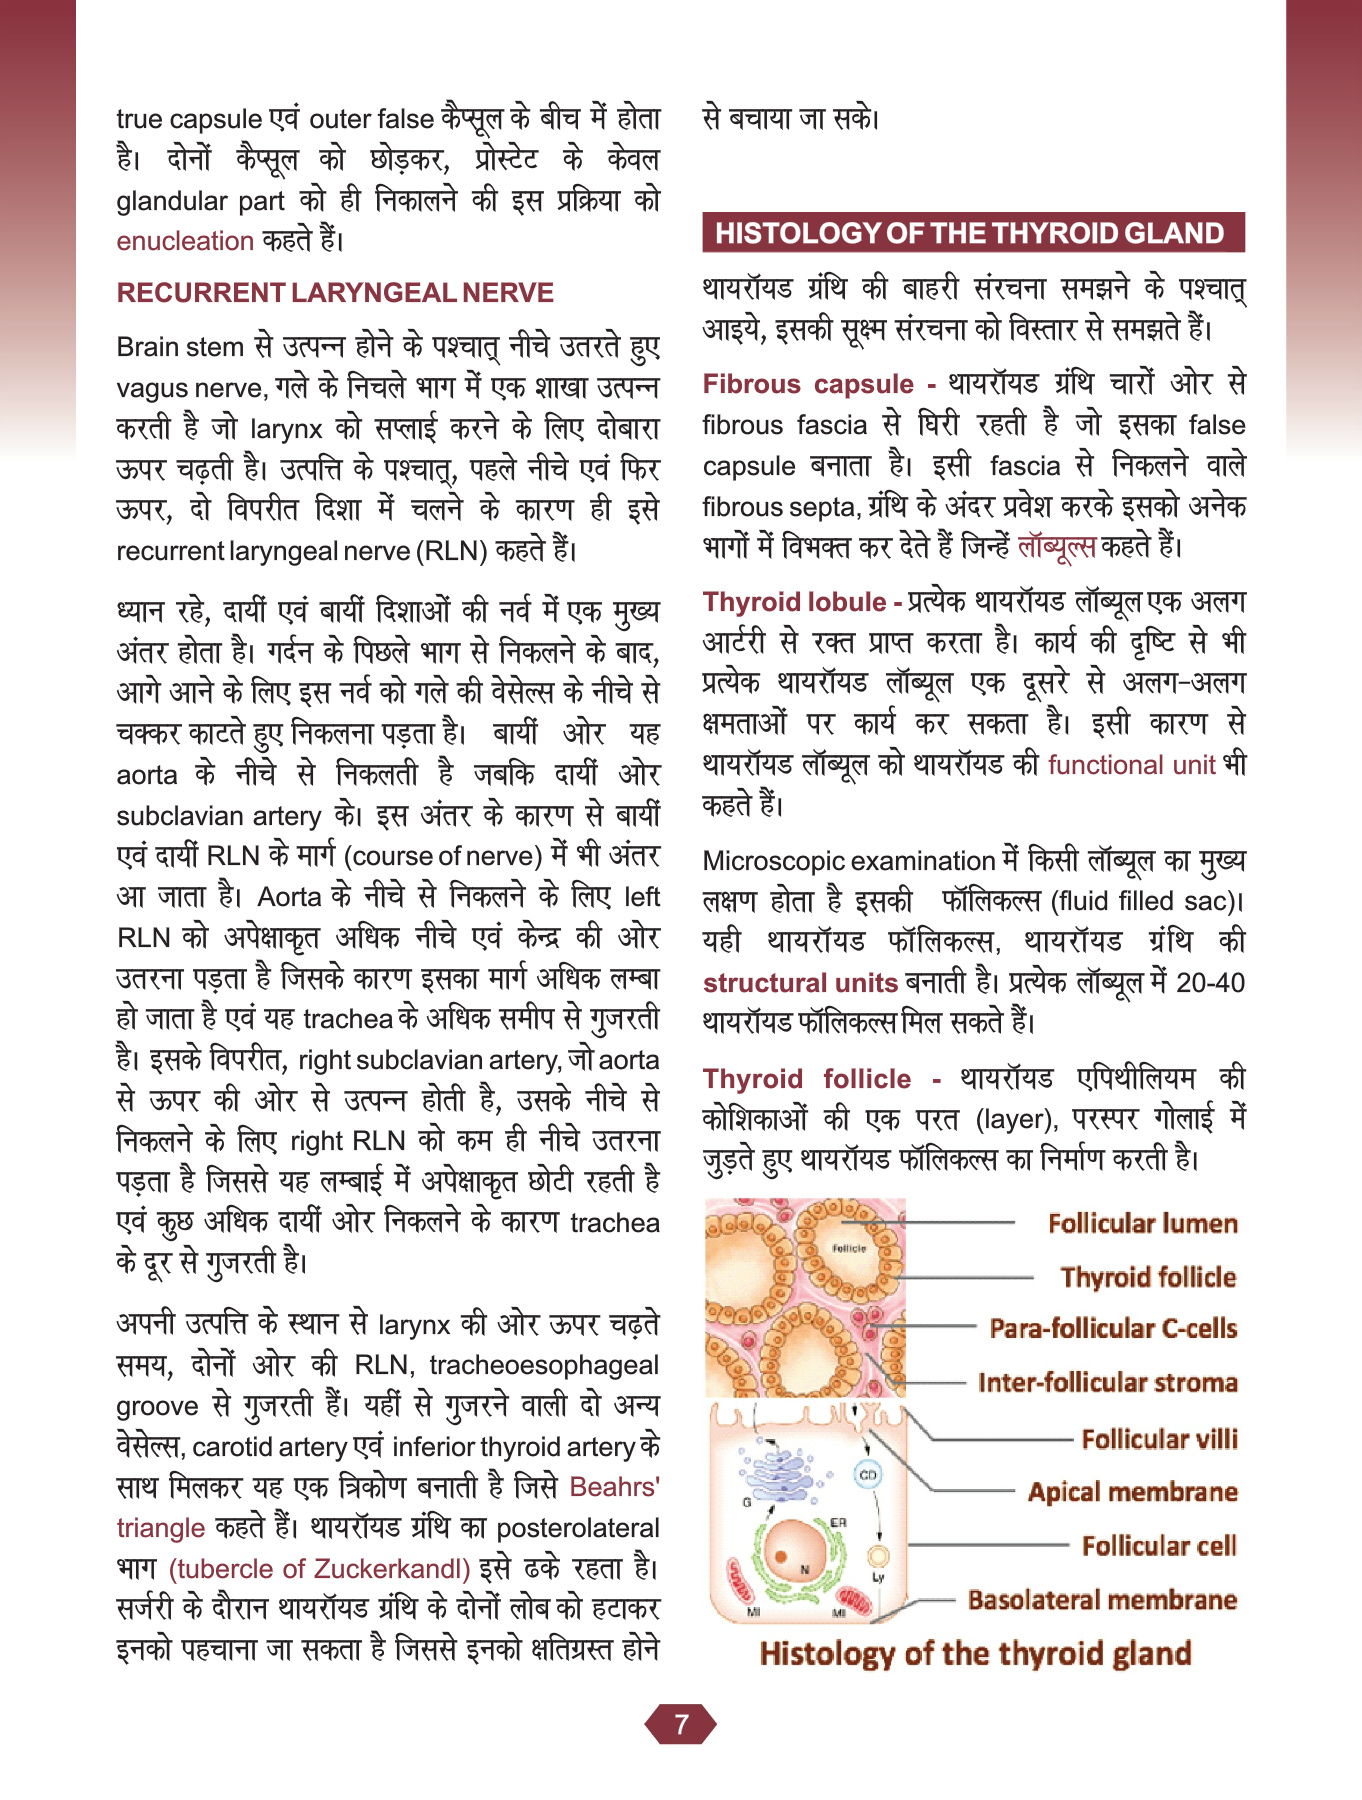 true capsule एवं outer false कैप्सूल के बीच में होता
है। दोनों कैप्सूल को छोड़कर, प्रोस्टेट के केवल
glandular part को ही निकालने की इस प्रक्रिया को
enucleation कहते हैं।
RECURRENT LARYNGEAL NERVE
Brain stem से उत्पन्न होने के पश्चात् नीचे उतरते हुए
vagus nerve, गले के निचले भाग में एक शाखा उत्पन्न
करती है जो larynx को सप्लाई करने के लिए दोबारा
ऊपर चढ़ती है। उत्पत्ति के पश्चात्, पहले नीचे एवं फिर
ऊपर, दो विपरीत दिशा में चलने के कारण ही इसे
recurrent laryngeal nerve (RLN) कहते हैं।
ध्यान रहे, दायीं एवं बायीं दिशाओं की नर्व में एक मुख्य
अंतर होता है। गर्दन के पिछले भाग से निकलने के बाद,
आगे आने के लिए इस नर्व को गले की वेसेल्स के नीचे से
चक्कर काटते हुए निकलना पड़ता है। बायीं ओर यह
aorta के नीचे से निकलती है जबकि दायीं ओर
subclavian artery के। इस अंतर के कारण से बायीं
एवं दायीं RLN के मार्ग (course of nerve) में भी अंतर
आ जाता है। Aorta के नीचे से निकलने के लिए left
RLN को अपेक्षाकृत अधिक नीचे एवं केन्द्र की ओर
उतरना पड़ता है जिसके कारण इसका मार्ग अधिक लम्बा
हो जाता है एवं यह trachea के अधिक समीप से गुजरती
है। इसके विपरीत, right subclavian artery, जो aorta
से ऊपर की ओर से उत्पन्न होती है, उसके नीचे से
निकलने के लिए right RLN को कम ही नीचे उतरना
पड़ता है जिससे यह लम्बाई में अपेक्षाकृत छोटी रहती है
एवं कुछ अधिक दायीं ओर निकलने के कारण trachea
के दूर से गुजरती है।
अपनी उत्पत्ति के स्थान से larynx की ओर ऊपर चढ़ते
समय, दोनों ओर की RLN, tracheoesophageal
groove से गुजरती हैं। यहीं से गुजरने वाली दो अन्य
वेसेल्स, carotid artery एवं inferior thyroid artery के
साथ मिलकर यह एक त्रिकोण बनाती है जिसे Beahrs'
triangle कहते हैं। थायरॉयड ग्रंथि का posterolateral
भाग (tubercle of Zuckerkandl) इसे ढके रहता है।
सर्जरी के दौरान थायरॉयड ग्रंथि के दोनों लोब को हटाकर
इनको पहचाना जा सकता है जिससे इनको क्षतिग्रस्त होने
से बचाया जा सके।
HISTOLOGY OF THE THYROID GLAND
थायरॉयड ग्रंथि की बाहरी संरचना समझने के पश्चात्
आइये, इसकी सूक्ष्म संरचना को विस्तार से समझते हैं।
Fibrous capsule - थायरॉयड ग्रंथि चारों ओर से
fibrous fascia से घिरी रहती है जो इसका false
capsule बनाता है। इसी fascia से निकलने वाले
fibrous septa, ग्रंथि के अंदर प्रवेश करके इसको अनेक
भागों में विभक्त कर देते हैं जिन्हें लॉब्यूल्स कहते हैं।
Thyroid lobule - प्रत्येक थायरॉयड लॉब्यूल एक अलग
आर्टरी से रक्त प्राप्त करता है। कार्य की दृष्टि से भी
प्रत्येक थायरॉयड लॉब्यूल एक दूसरे से अलग-अलग
क्षमताओं पर कार्य कर सकता है। इसी कारण से
थायरॉयड लॉब्यूल को थायरॉयड की functional unit भी
कहते हैं।
Microscopic examination में किसी लॉब्यूल का मुख्य
लक्षण होता है इसकी फॉलिकल्स (fluid filled sac)।
यही थायरॉयड फॉलिकल्स, थायरॉयड ग्रंथि की
structural units बनाती है। प्रत्येक लॉब्यूल में 20-40
थायरॉयड फॉलिकल्स मिल सकते हैं।
Thyroid follicle - थायरॉयड एपिथीलियम की
कोशिकाओं की एक परत (layer), परस्पर गोलाई में
जुड़ते हुए थायरॉयड फॉलिकल्स का निर्माण करती है।
Follicle
Follicular lumen
Thyroid follicle
Para-follicular C-cells
Inter-follicular stroma
Follicular villi
Apical membrane
Follicular cell
Basolateral membrane
CD
G
ER
N
Ly
MI
MI
Histology of the thyroid gland
7